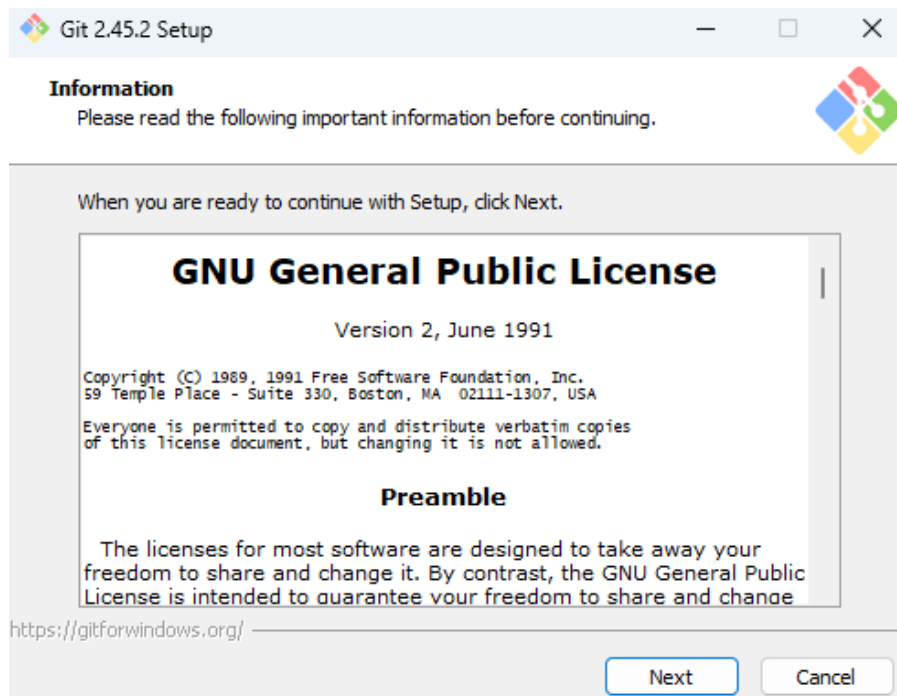 Git 2.45.2 Setup
Information
Please read the following important information before continuing.
When you are ready to continue with Setup, click Next.
GNU General Public License
Version 2, June 1991
Copyright (C) 1989, 1991 Free Software Foundation, Inc.
59 Temple Place - Suite 330, Boston, MA  02111-1307, USA
Everyone is permitted to copy and distribute verbatim copies
of this license document, but changing it is not allowed.
Preamble
The licenses for most software are designed to take away your
freedom to share and change it. By contrast, the GNU General Public
License is intended to guarantee your freedom to share and change
https://gitforwindows.org/
Next
Cancel